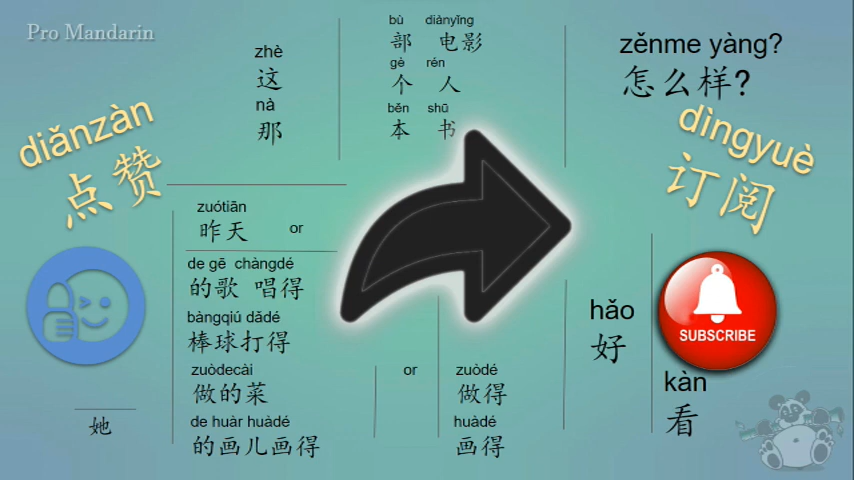 Pro Mandarin
zhè
这
nà
那
bù diànyǐng
部 电影
gè rén
个 人
běn shū
本 书
zěnme yàng?
怎么样?
diǎnzàn
点赞
dìngyuè
订阅
zuótiān
昨天 or
de gē chàngdé
的歌 唱得
bàngqiú dǎdé
棒球打得
zuòdecài
做的菜
de huàr huàdé
的画儿画得
or
zuòdé
做得
huàdé
画得
hǎo
好
SUBSCRIBE
kàn
看
她